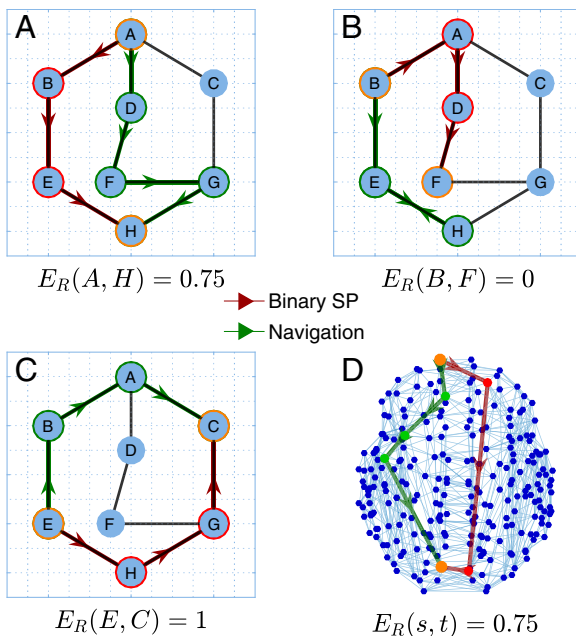 A
A
B
C
D
E
F
G
H
E_R(A, H) = 0.75
B
A
B
C
D
E
F
G
H
E_R(B, F) = 0
Binary SP
Navigation
C
A
B
C
D
E
F
G
H
E_R(E, C) = 1
D
E_R(s, t) = 0.75